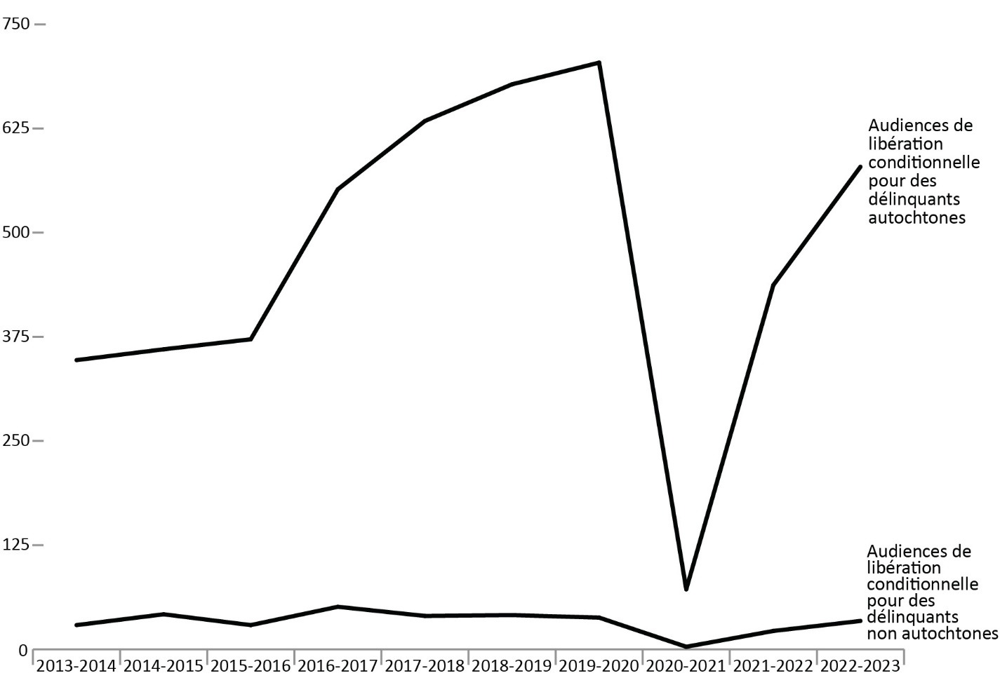 750
625
500
375
250
125
0
Audiences de
libération
conditionnelle
pour des
délinquants
autochtones
Audiences de
libération
conditionnelle
pour des
délinquants
non autochtones
2013-2014 2014-2015 2015-2016 2016-2017 2017-2018 2018-2019 2019-2020 2020-2021 2021-2022 2022-2023